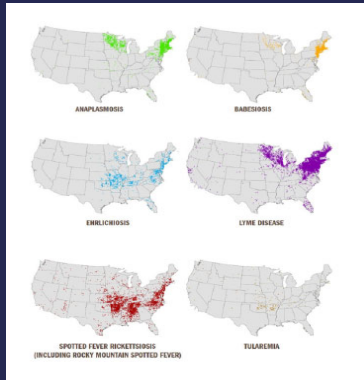 ANAPLASMOSIS
BABESIOSIS
EHRLICHIOSIS
LYME DISEASE
SPOTTED FEVER RICKETTSIOSIS
(INCLUDING ROCKY MOUNTAIN SPOTTED FEVER)
TULAREMIA